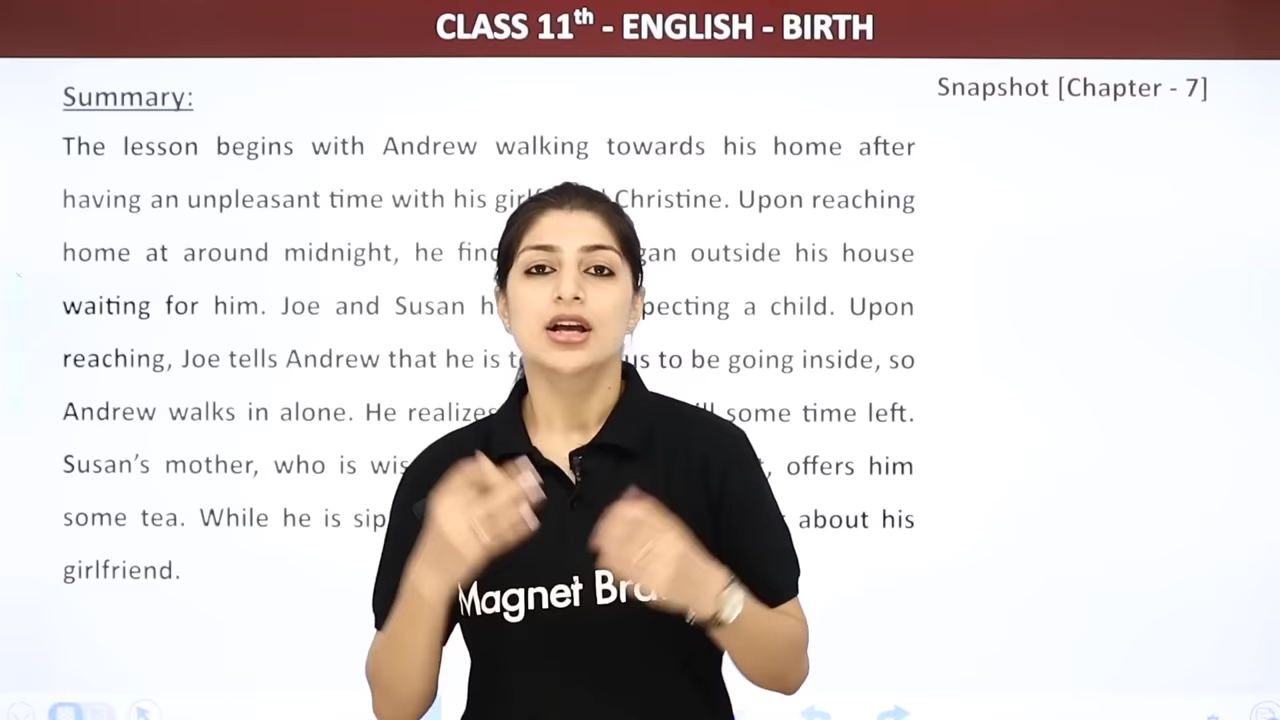 CLASS 11th - ENGLISH - BIRTH
Snapshot [Chapter - 7]
Summary:
The lesson begins with Andrew walking towards his home after
having an unpleasant time with his Christine. Upon reaching
home at around midnight, he outside his house
waiting for him. Joe and Susan a child. Upon
reaching, Joe tells Andrew that he is to be going inside, so
Andrew walks in alone. He some time left.
Susan's mother, who is offers him
some tea. While he is about his
girlfriend.
Magnet